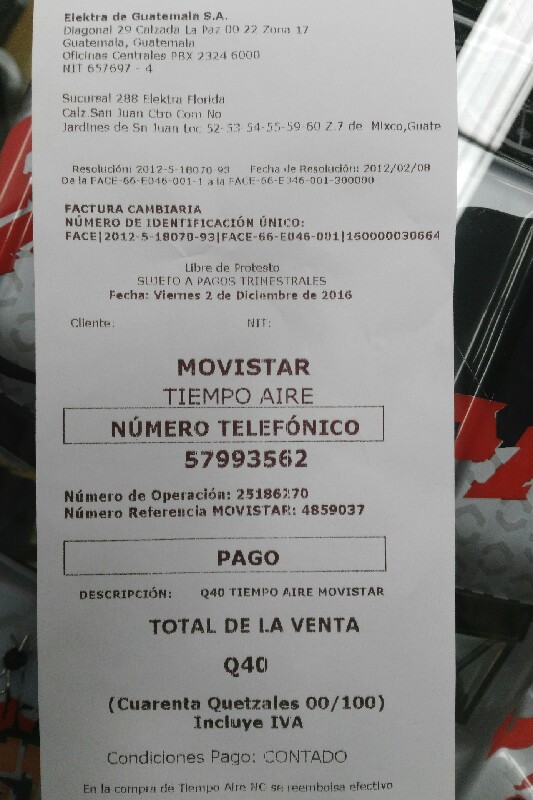 Elektra de Guatemala S.A.
Diagonal 29 Calzada La Paz 00 22 Zona 17
Guatemala, Guatemala
Oficinas Centrales PBX 2324 6000
NIT 657697 - 4
Sucursal 288 Elektra Florida
Calz.San Juan Ctro Com No
Jardines de Sn Juan Loc 52-53 54-55-59-60 Z.7 de Mixco,Guate
Resolución: 2012-5-18070-93 Fecha de Resolución: 2012/02/08
De la FACE-66-E046-001-1 a la FACE-66-E046-001-300000
FACTURA CAMBIARIA
NÚMERO DE IDENTIFICACIÓN ÚNICO:
FACE|2012-5-18070-93|FACE-66-E046-001|160000030664
Libre de Protesto
SUJETO A PAGOS TRIMESTRALES
Fecha: Viernes 2 de Diciembre de 2016
Cliente: NIT:
MOVISTAR
TIEMPO AIRE
NÚMERO TELEFÓNICO
57993562
Número de Operación: 25186270
Número Referencia MOVISTAR: 4859037
PAGO
DESCRIPCIÓN: Q40 TIEMPO AIRE MOVISTAR
TOTAL DE LA VENTA
Q40
(Cuarenta Quetzales 00/100)
Incluye IVA
Condiciones Pago: CONTADO
En la compra de Tiempo Aire NO se reembolsa efectivo